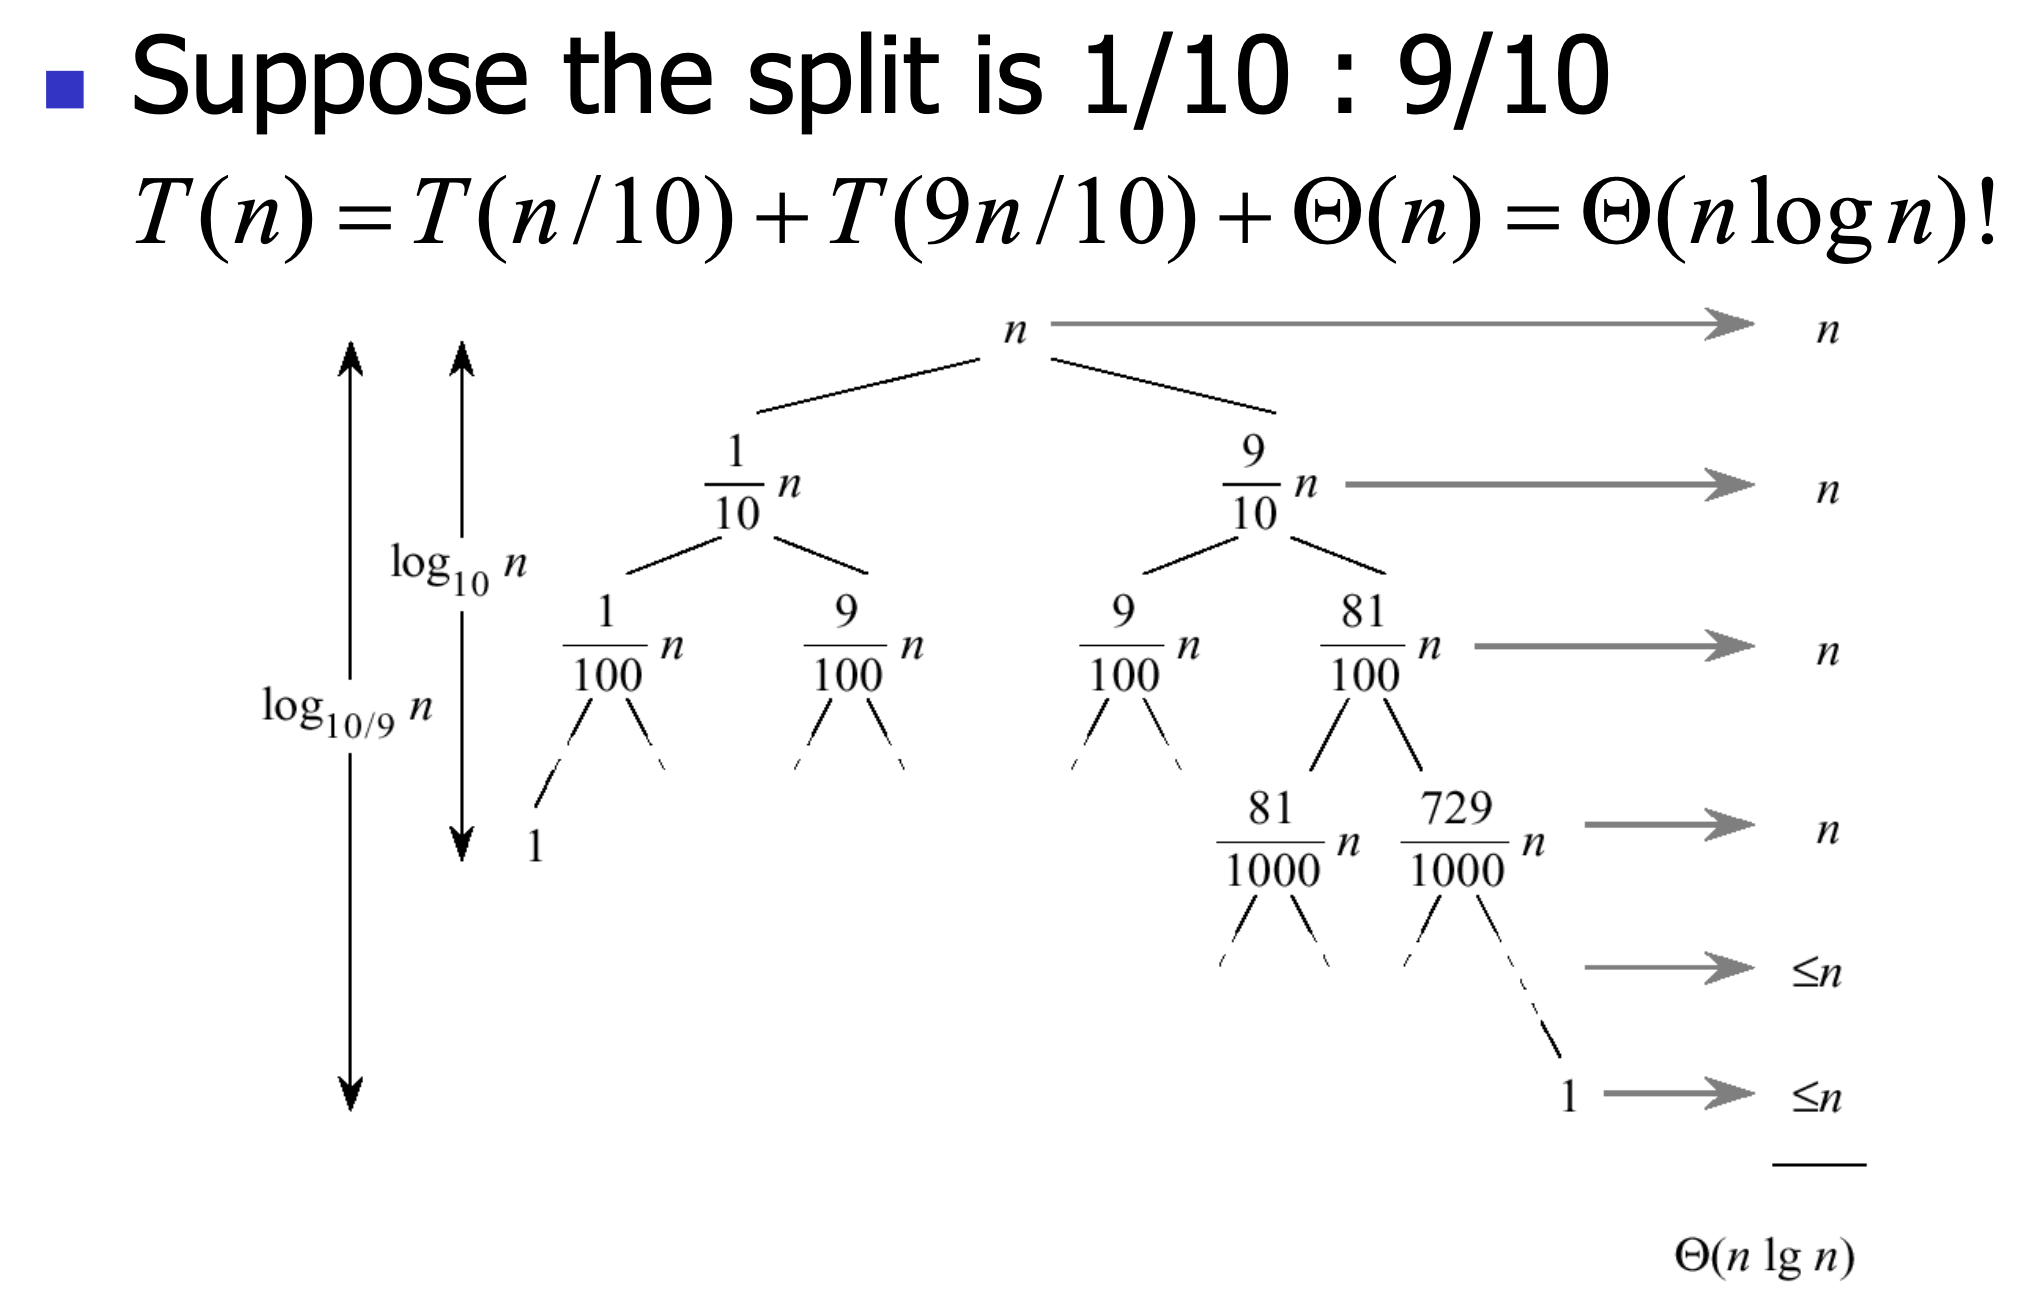 ■ Suppose the split is 1/10 : 9/10
T(n) = T(n/10) + T(9n/10) + Θ(n) = Θ(n log n)!
n n
1/10 n 9/10 n n
log₁₀ n
1/100 n 9/100 n 9/100 n 81/100 n n
log₁₀/₉ n
1 81/1000 n 729/1000 n n
≤n
1 ≤n
Θ(n lg n)